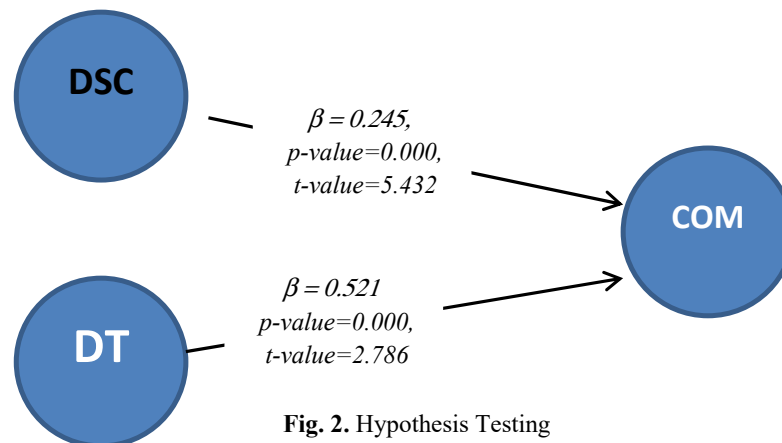 DSC
β = 0.245,
p-value=0.000,
t-value=5.432
COM
β = 0.521
p-value=0.000,
t-value=2.786
DT
Fig. 2. Hypothesis Testing